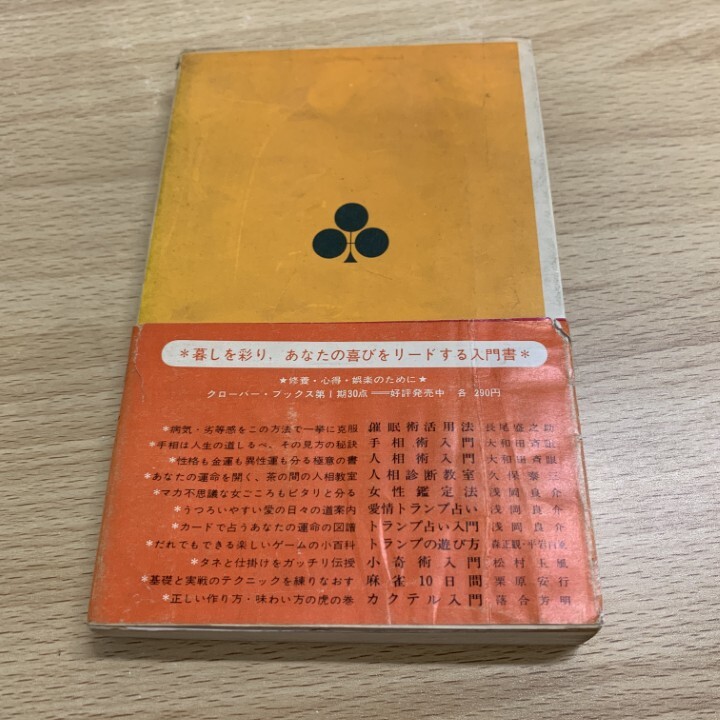 *暮しを彩り，あなたの喜びをリードする入門書*
★修養・心得・娯楽のために★
クローバー・ブックス第Ⅰ期30点──好評発売中 各 290円
*病気・劣等感をこの方法で一挙に克服 催眠術活用法 長尾盛之助
*手相は人生の道しるべ、その見方の秘訣 手相術入門 大和田斉眼
*性格も金運も異性運も分る極意の書 人相術入門 大和田斉眼
*あなたの運命を開く、茶の間の人相教室 人相診断教室 久保泰三
*マカ不思議な女ごころもピタリと分る 女性鑑定法 浅岡良介
*うつろいやすい愛の日々の道案内 愛情トランプ占い 浅岡良介
*カードで占うあなたの運命の図譜 トランプ占い入門 浅岡良介
*だれでもできる楽しいゲームの小百科 トランプの遊び方 森正親・平岩
*タネと仕掛けをガッチリ伝授 小奇術入門 松村
*基礎と実戦のテクニックを練りなおす 麻雀10日間 栗原安行
*正しい作り方・味わい方の虎の巻 カクテル入門 落合芳明